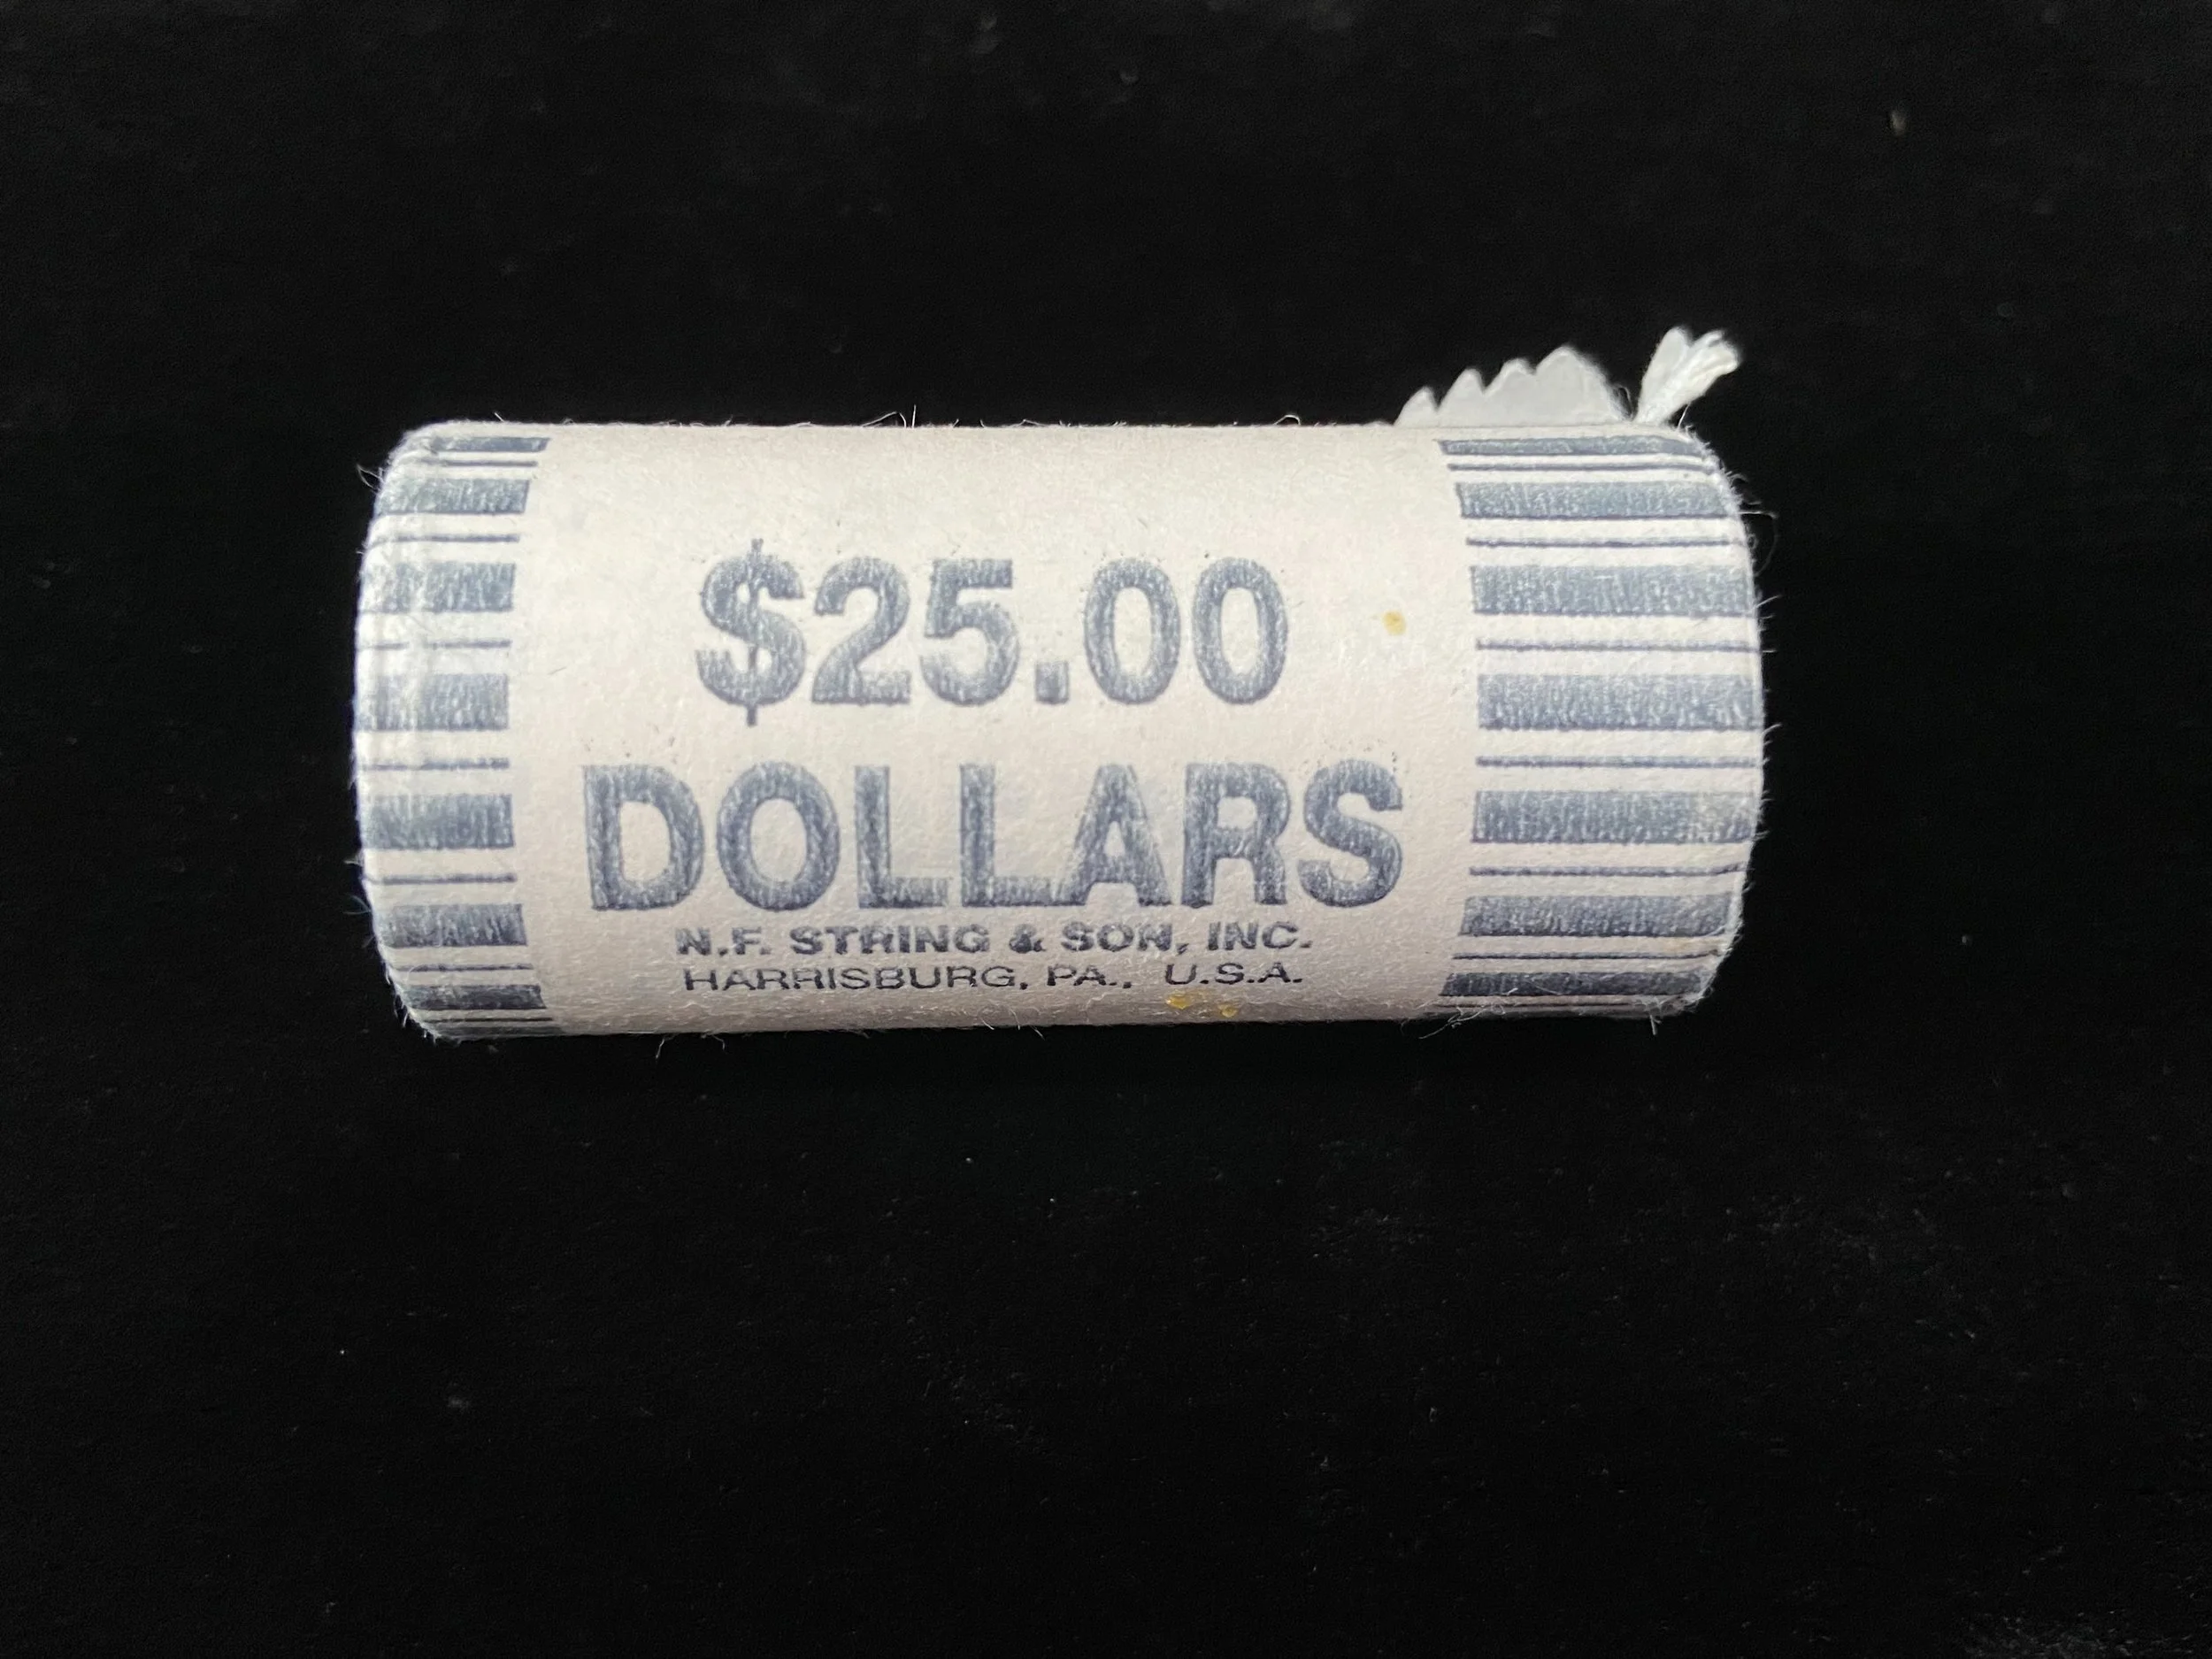 $25.00
DOLLARS
N.F. STRING & SON, INC.
HARRISBURG, PA., U.S.A.